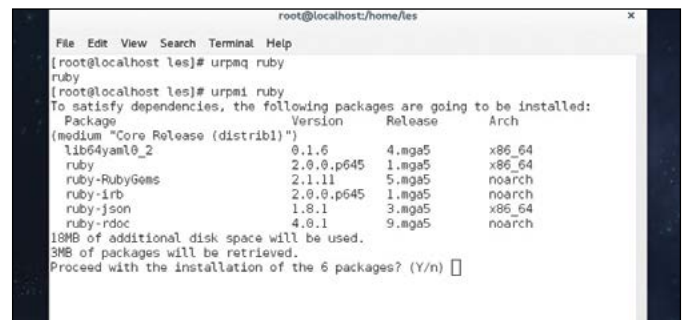 root@localhost:/home/les x
File Edit View Search Terminal Help
[root@localhost les]# urpmq ruby
ruby
[root@localhost les]# urpmi ruby
To satisfy dependencies, the following packages are going to be installed:
Package Version Release Arch
(medium "Core Release (distrib1)")
lib64yaml0_2 0.1.6 4.mga5 x86_64
ruby 2.0.0.p645 1.mga5 x86_64
ruby-RubyGems 2.1.11 5.mga5 noarch
ruby-irb 2.0.0.p645 1.mga5 noarch
ruby-json 1.8.1 3.mga5 x86_64
ruby-rdoc 4.0.1 9.mga5 noarch
18MB of additional disk space will be used.
3MB of packages will be retrieved.
Proceed with the installation of the 6 packages? (Y/n)